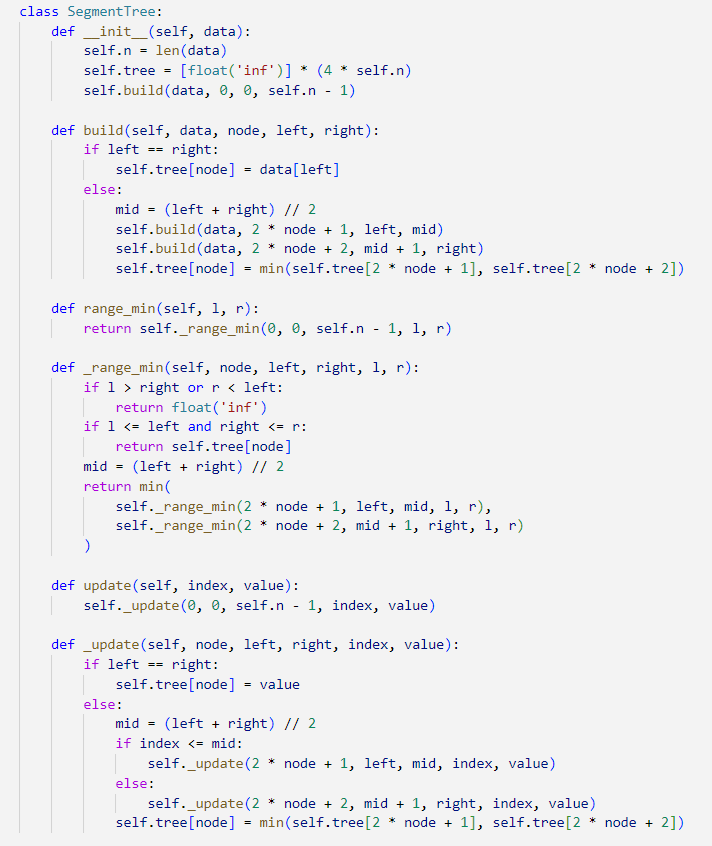 class SegmentTree:
    def __init__(self, data):
        self.n = len(data)
        self.tree = [float('inf')] * (4 * self.n)
        self.build(data, 0, 0, self.n - 1)

    def build(self, data, node, left, right):
        if left == right:
            self.tree[node] = data[left]
        else:
            mid = (left + right) // 2
            self.build(data, 2 * node + 1, left, mid)
            self.build(data, 2 * node + 2, mid + 1, right)
            self.tree[node] = min(self.tree[2 * node + 1], self.tree[2 * node + 2])

    def range_min(self, l, r):
        return self._range_min(0, 0, self.n - 1, l, r)

    def _range_min(self, node, left, right, l, r):
        if l > right or r < left:
            return float('inf')
        if l <= left and right <= r:
            return self.tree[node]
        mid = (left + right) // 2
        return min(
            self._range_min(2 * node + 1, left, mid, l, r),
            self._range_min(2 * node + 2, mid + 1, right, l, r)
        )

    def update(self, index, value):
        self._update(0, 0, self.n - 1, index, value)

    def _update(self, node, left, right, index, value):
        if left == right:
            self.tree[node] = value
        else:
            mid = (left + right) // 2
            if index <= mid:
                self._update(2 * node + 1, left, mid, index, value)
            else:
                self._update(2 * node + 2, mid + 1, right, index, value)
            self.tree[node] = min(self.tree[2 * node + 1], self.tree[2 * node + 2])